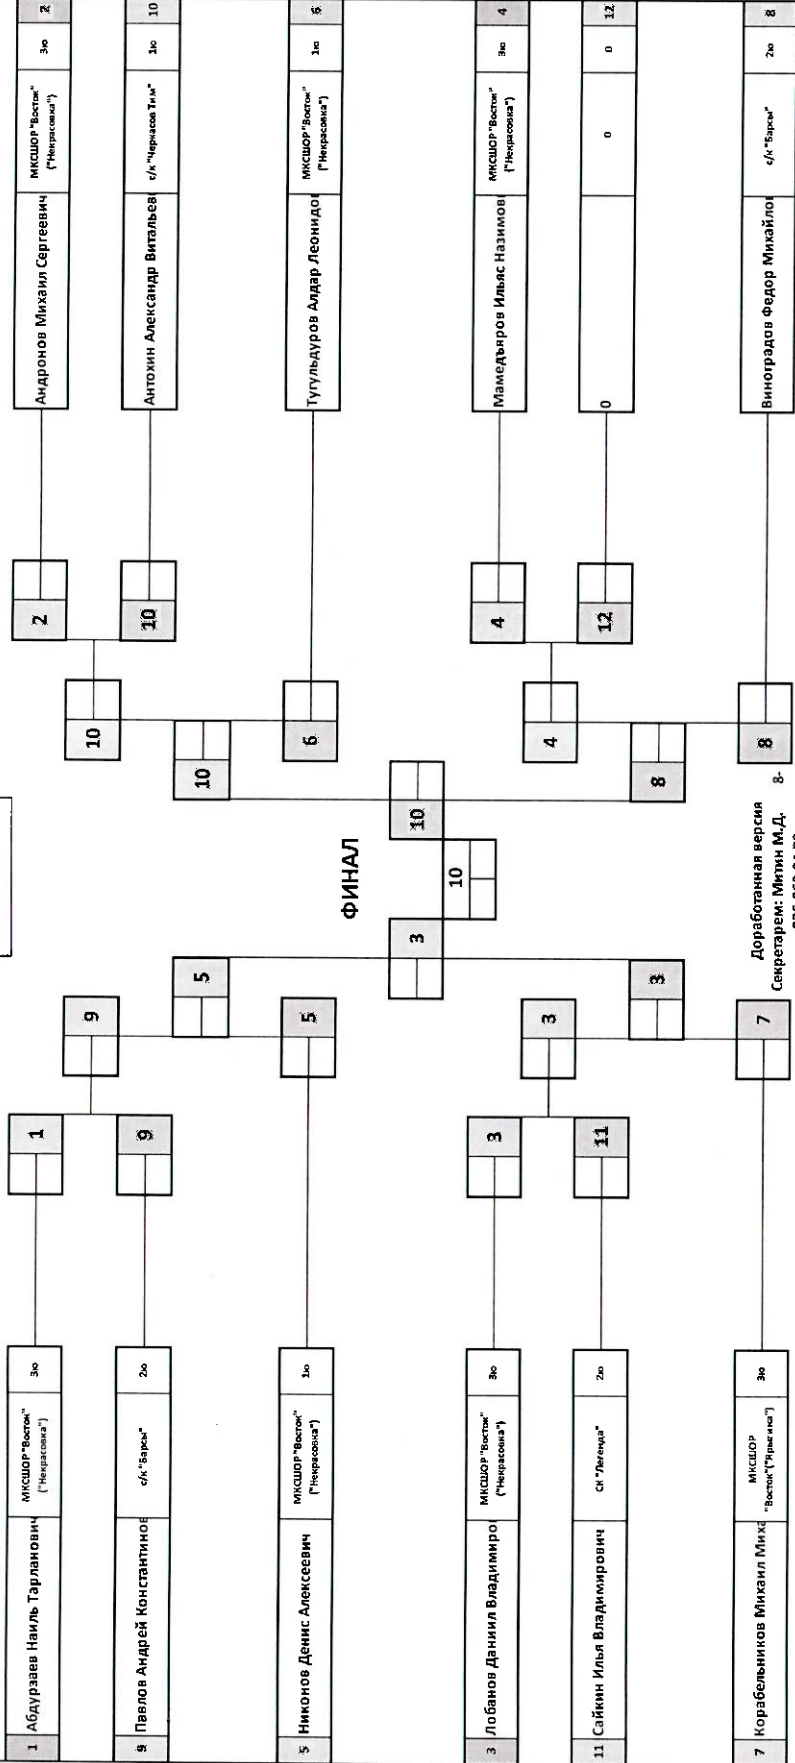 1 Абдурзаев Наиль Тарланович МКСШОР "Восток" 3ю
("Некрасовка")
9 Павлов Андрей Константинов с/к "Барсы" 2ю
5 Никонов Денис Алексеевич МКСШОР "Восток" 1ю
("Некрасовка")
3 Лобанов Даниил Владимиро МКСШОР "Восток" 3ю
("Некрасовка")
11 Сайкин Илья Владимирович СК "Легенда" 2ю
7 Корабельников Михаил Миха МКСШОР 3ю
"Восток"("Ярыгина")
1
9
9
5
5
3
11
3
3
7
3
ФИНАЛ
10
10
10
8
10
6
4
8
2
10
4
12
Андронов Михаил Сергеевич МКСШОР "Восток" 3ю 2
("Некрасовка")
Антохин Александр Витальев с/к "Черкасов Тим" 1ю 10
Тугульдуров Алдар Леонидо МКСШОР "Восток" 1ю 6
("Некрасовка")
Мамедъяров Ильяс Назимов МКСШОР "Восток" 3ю 4
("Некрасовка")
0 0 0 12
Виноградов Федор Михайло с/к "Барсы" 2ю 8
Доработанная версия
Секретарем: Митин М.Д. 8-